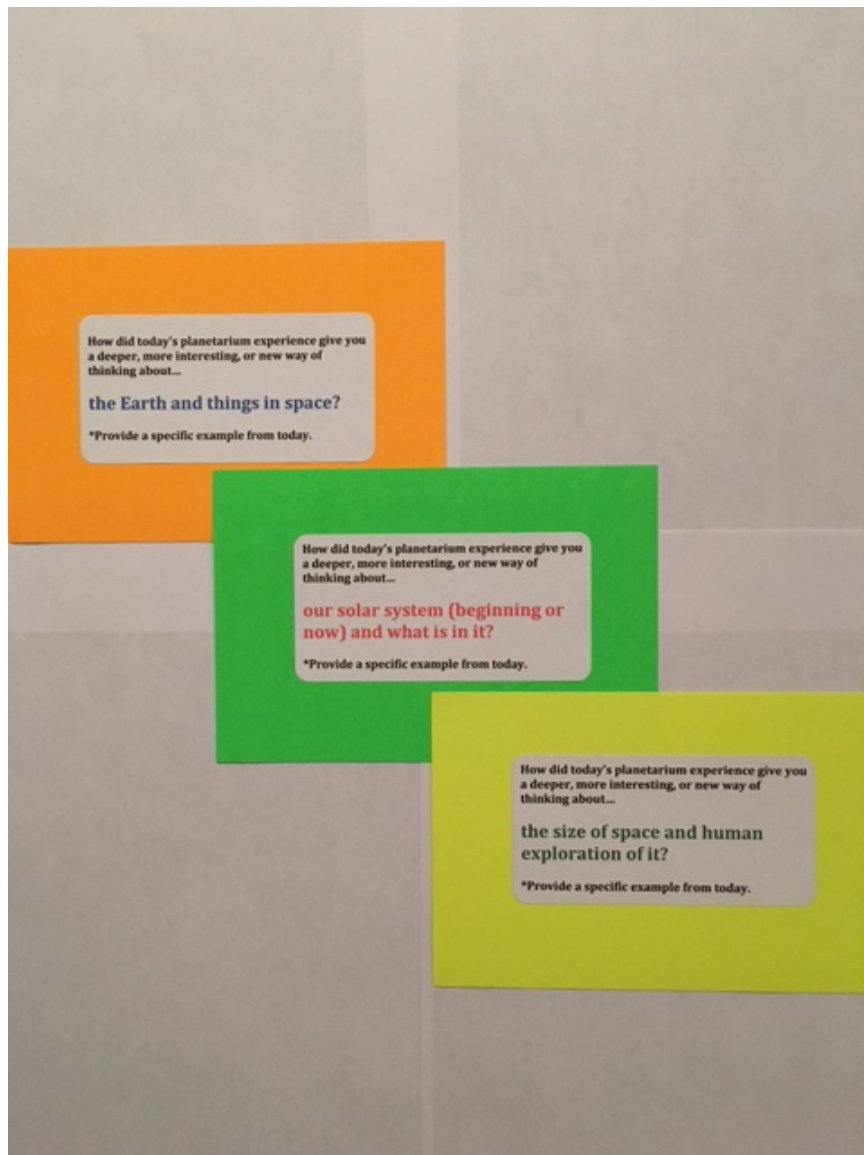 How did today's planetarium experience give you
a deeper, more interesting, or new way of
thinking about...
the Earth and things in space?
*Provide a specific example from today.
How did today's planetarium experience give you
a deeper, more interesting, or new way of
thinking about...
our solar system (beginning or
now) and what is in it?
*Provide a specific example from today.
How did today's planetarium experience give you
a deeper, more interesting, or new way of
thinking about...
the size of space and human
exploration of it?
*Provide a specific example from today.